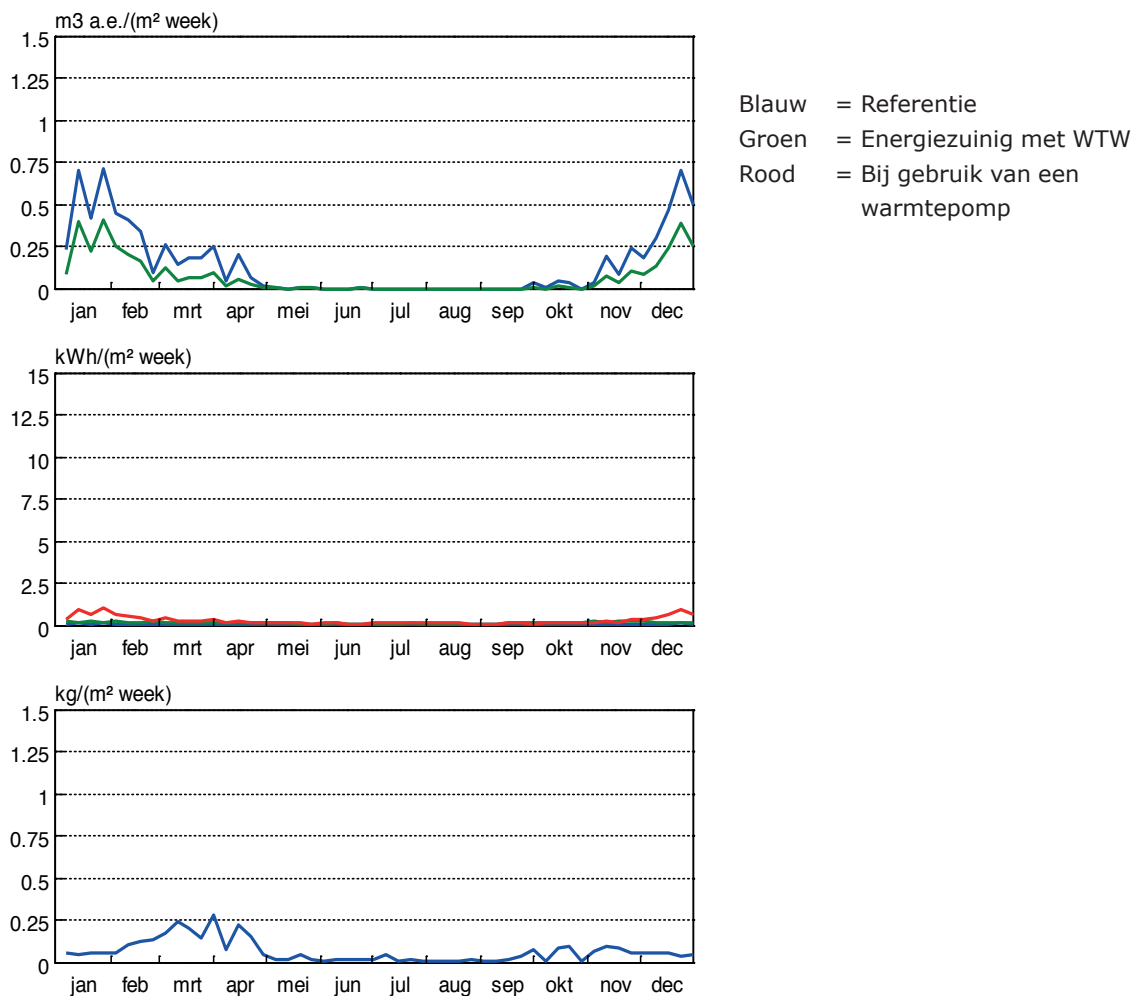 m3 a.e./(m² week)
1.5
1.25
1
0.75
0.5
0.25
0
jan feb mrt apr mei jun jul aug sep okt nov dec
Blauw = Referentie
Groen = Energiezuinig met WTW
Rood = Bij gebruik van een
warmtepomp
kWh/(m² week)
15
12.5
10
7.5
5
2.5
0
jan feb mrt apr mei jun jul aug sep okt nov dec
kg/(m² week)
1.5
1.25
1
0.75
0.5
0.25
0
jan feb mrt apr mei jun jul aug sep okt nov dec